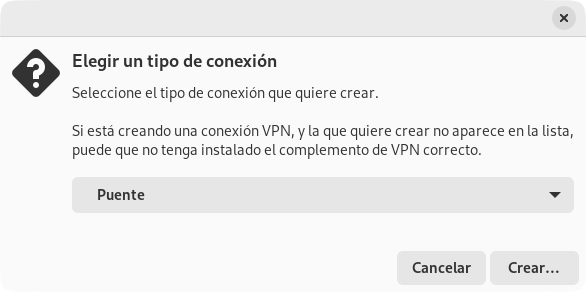 Elegir un tipo de conexión
Seleccione el tipo de conexión que quiere crear.
Si está creando una conexión VPN, y la que quiere crear no aparece en la lista,
puede que no tenga instalado el complemento de VPN correcto.
Puente
Cancelar
Crear...